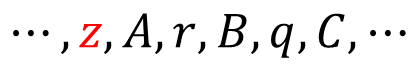 ⋯, z, A, r, B, q, C, ⋯